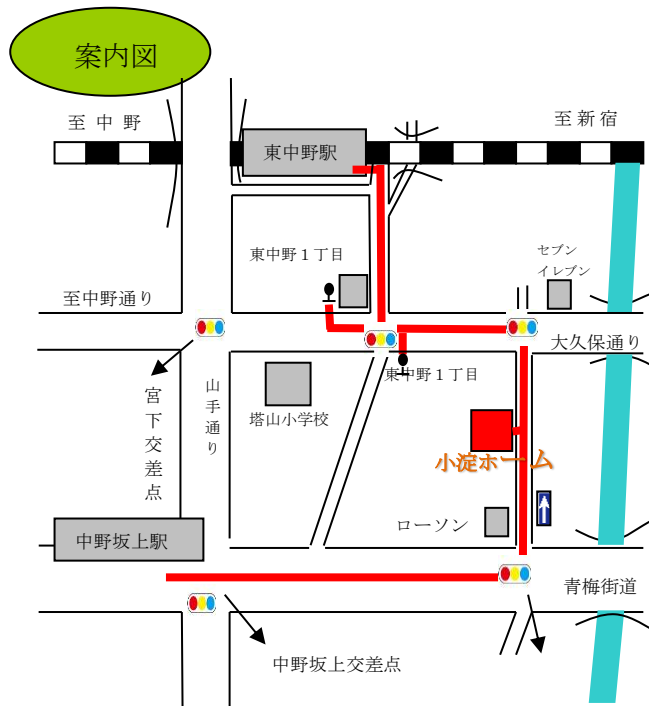 案内図
至 中 野
至 新 宿
東中野駅
東中野１丁目
セブン
イレブン
至中野通り
大久保通り
東中野１丁目
宮下交差点
山手通り
塔山小学校
小淀ホーム
ローソン
中野坂上駅
青梅街道
中野坂上交差点